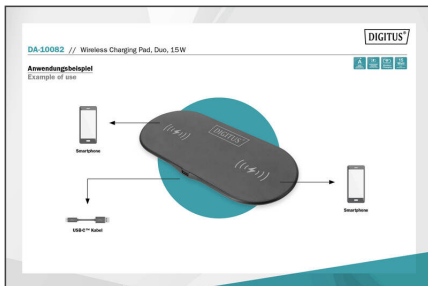 DIGITUS®
DA-10082 // Wireless Charging Pad, Duo, 15W
Anwendungsbeispiel
Example of use
DIGITUS
Smartphone
Smartphone
USB-C™ Kabel